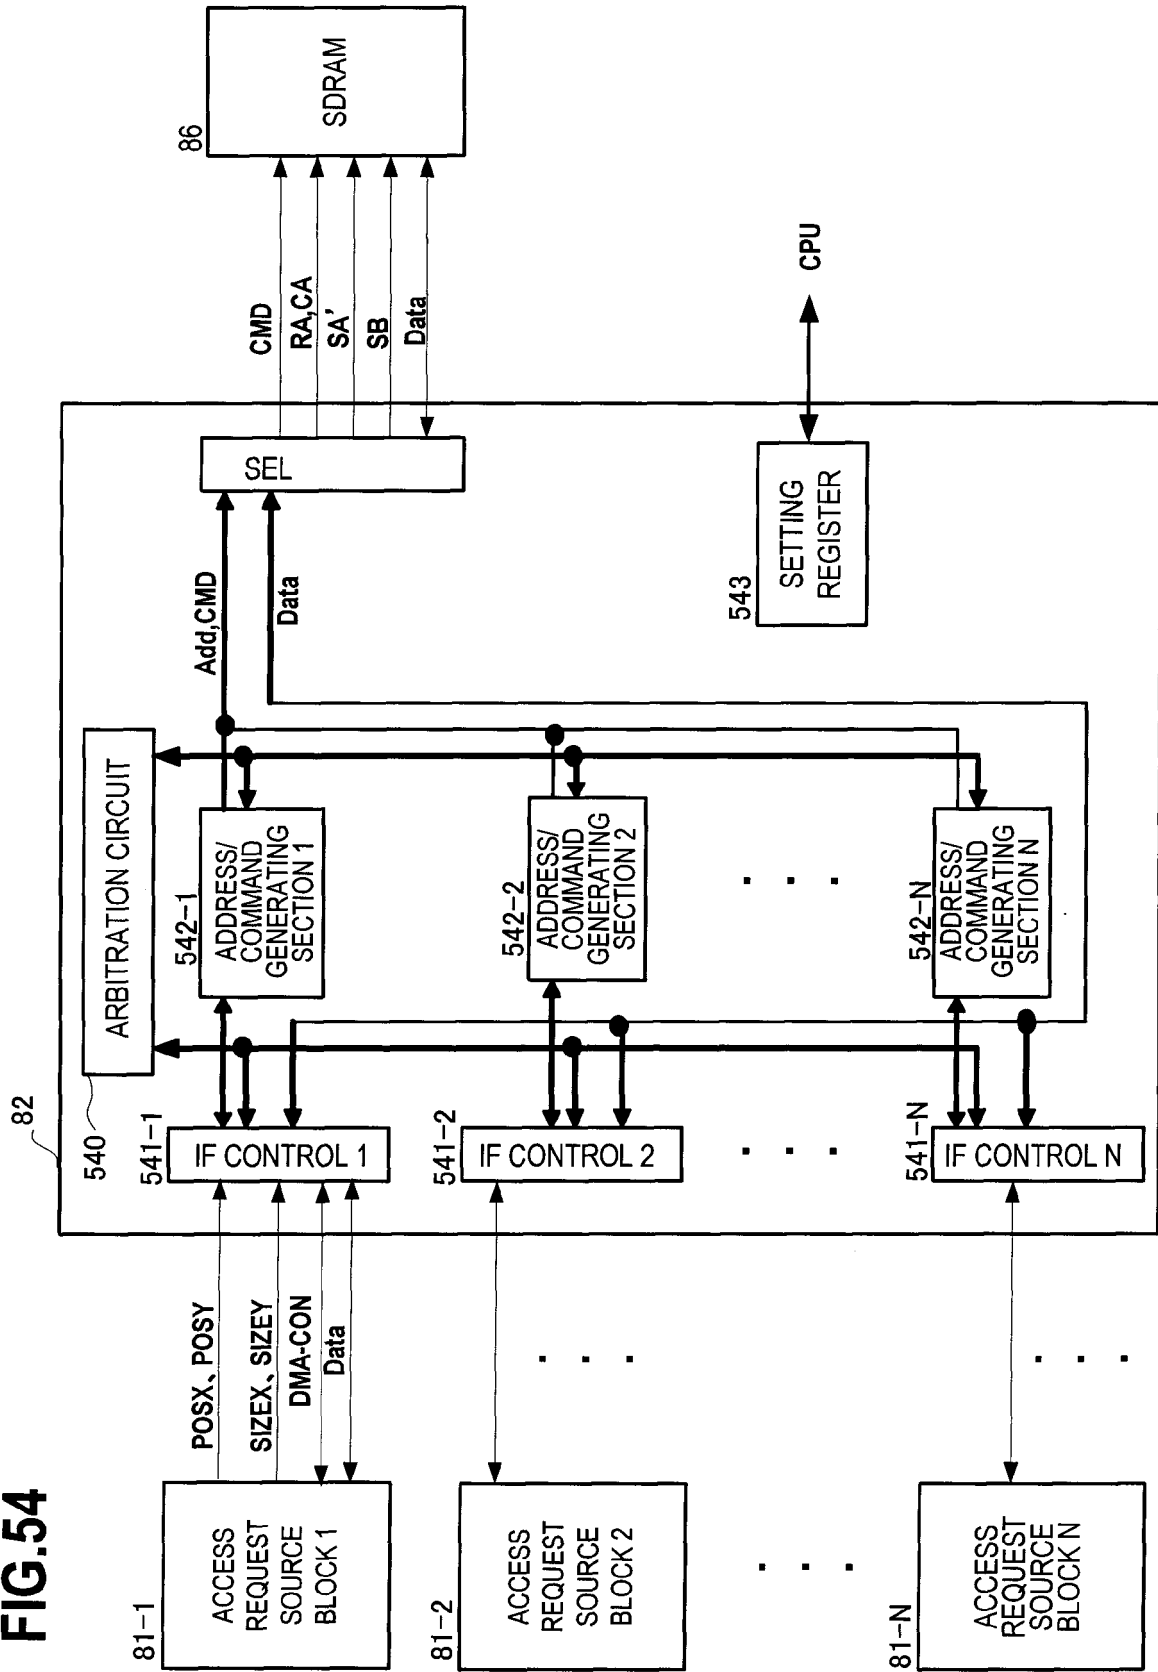 FIG.54
81-1
ACCESS
REQUEST
SOURCE
BLOCK 1
POSX、POSY
SIZEX、SIZEY
DMA-CON
Data
81-2
ACCESS
REQUEST
SOURCE
BLOCK 2
. . .
. . .
81-N
ACCESS
REQUEST
SOURCE
BLOCK N
. . .
82
540
ARBITRATION CIRCUIT
541-1
IF CONTROL 1
541-2
IF CONTROL 2
. . .
541-N
IF CONTROL N
542-1
ADDRESS/
COMMAND
GENERATING
SECTION 1
542-2
ADDRESS/
COMMAND
GENERATING
SECTION 2
. . .
542-N
ADDRESS/
COMMAND
GENERATING
SECTION N
Add,CMD
Data
SEL
543
SETTING
REGISTER
CPU
CMD
RA,CA
SA'
SB
Data
86
SDRAM